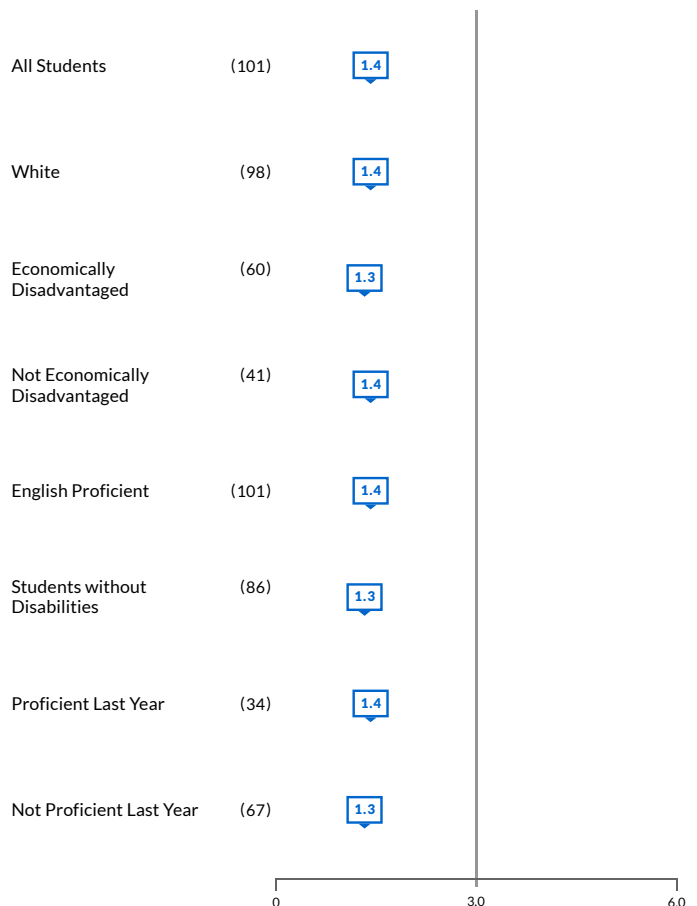 All Students (101) 1.4
White (98) 1.4
Economically (60)
Disadvantaged
1.3
Not Economically (41)
Disadvantaged
1.4
English Proficient (101) 1.4
Students without (86)
Disabilities
1.3
Proficient Last Year (34) 1.4
Not Proficient Last Year (67) 1.3
0 3.0 6.0